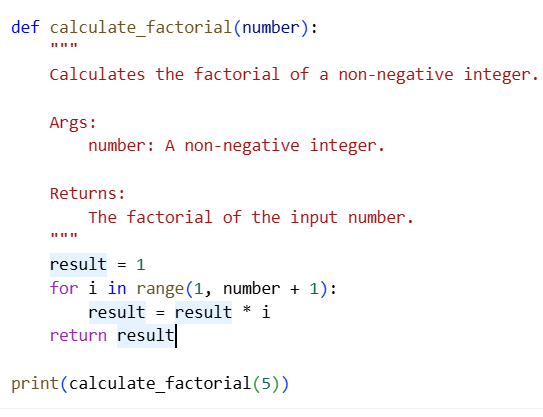 def calculate_factorial(number):
    """
    Calculates the factorial of a non-negative integer.

    Args:
        number: A non-negative integer.

    Returns:
        The factorial of the input number.
    """
    result = 1
    for i in range(1, number + 1):
        result = result * i
    return result

print(calculate_factorial(5))